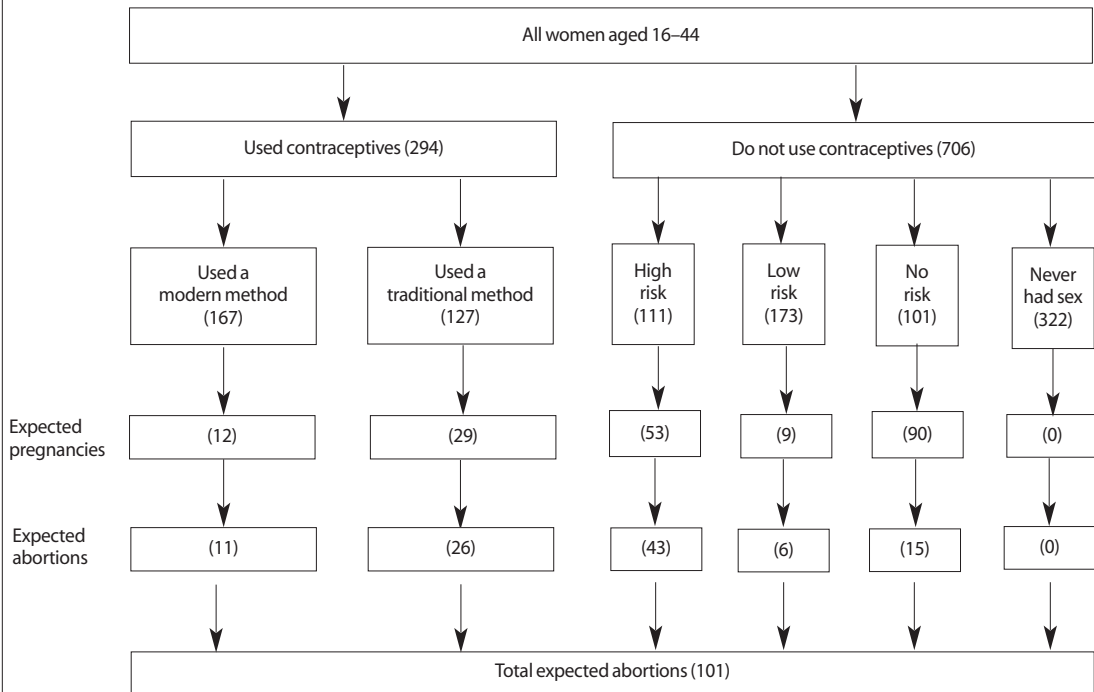 All women aged 16–44
Used contraceptives (294)
Do not use contraceptives (706)
Used a
modern method
(167)
Used a
traditional method
(127)
High
risk
(111)
Low
risk
(173)
No
risk
(101)
Never
had sex
(322)
Expected
pregnancies
(12)
(29)
(53)
(9)
(90)
(0)
Expected
abortions
(11)
(26)
(43)
(6)
(15)
(0)
Total expected abortions (101)